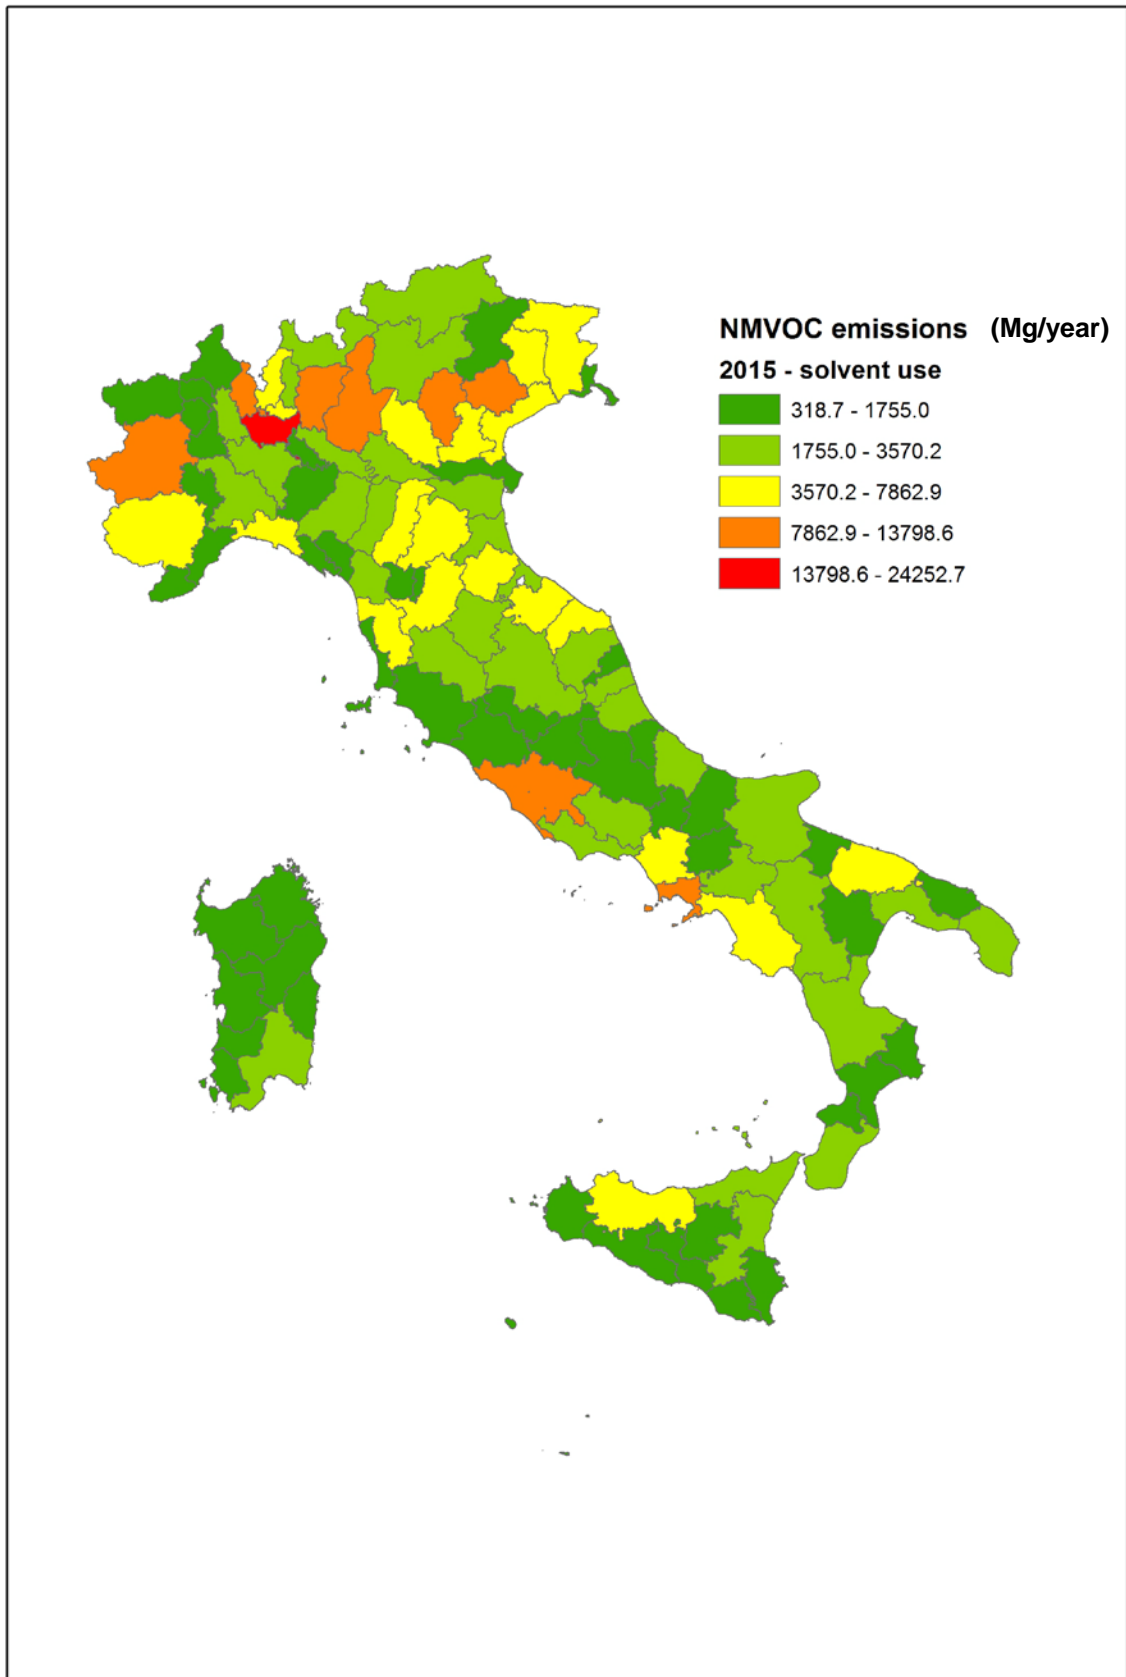 NMVOC emissions (Mg/year)
2015 - solvent use
318.7 - 1755.0
1755.0 - 3570.2
3570.2 - 7862.9
7862.9 - 13798.6
13798.6 - 24252.7